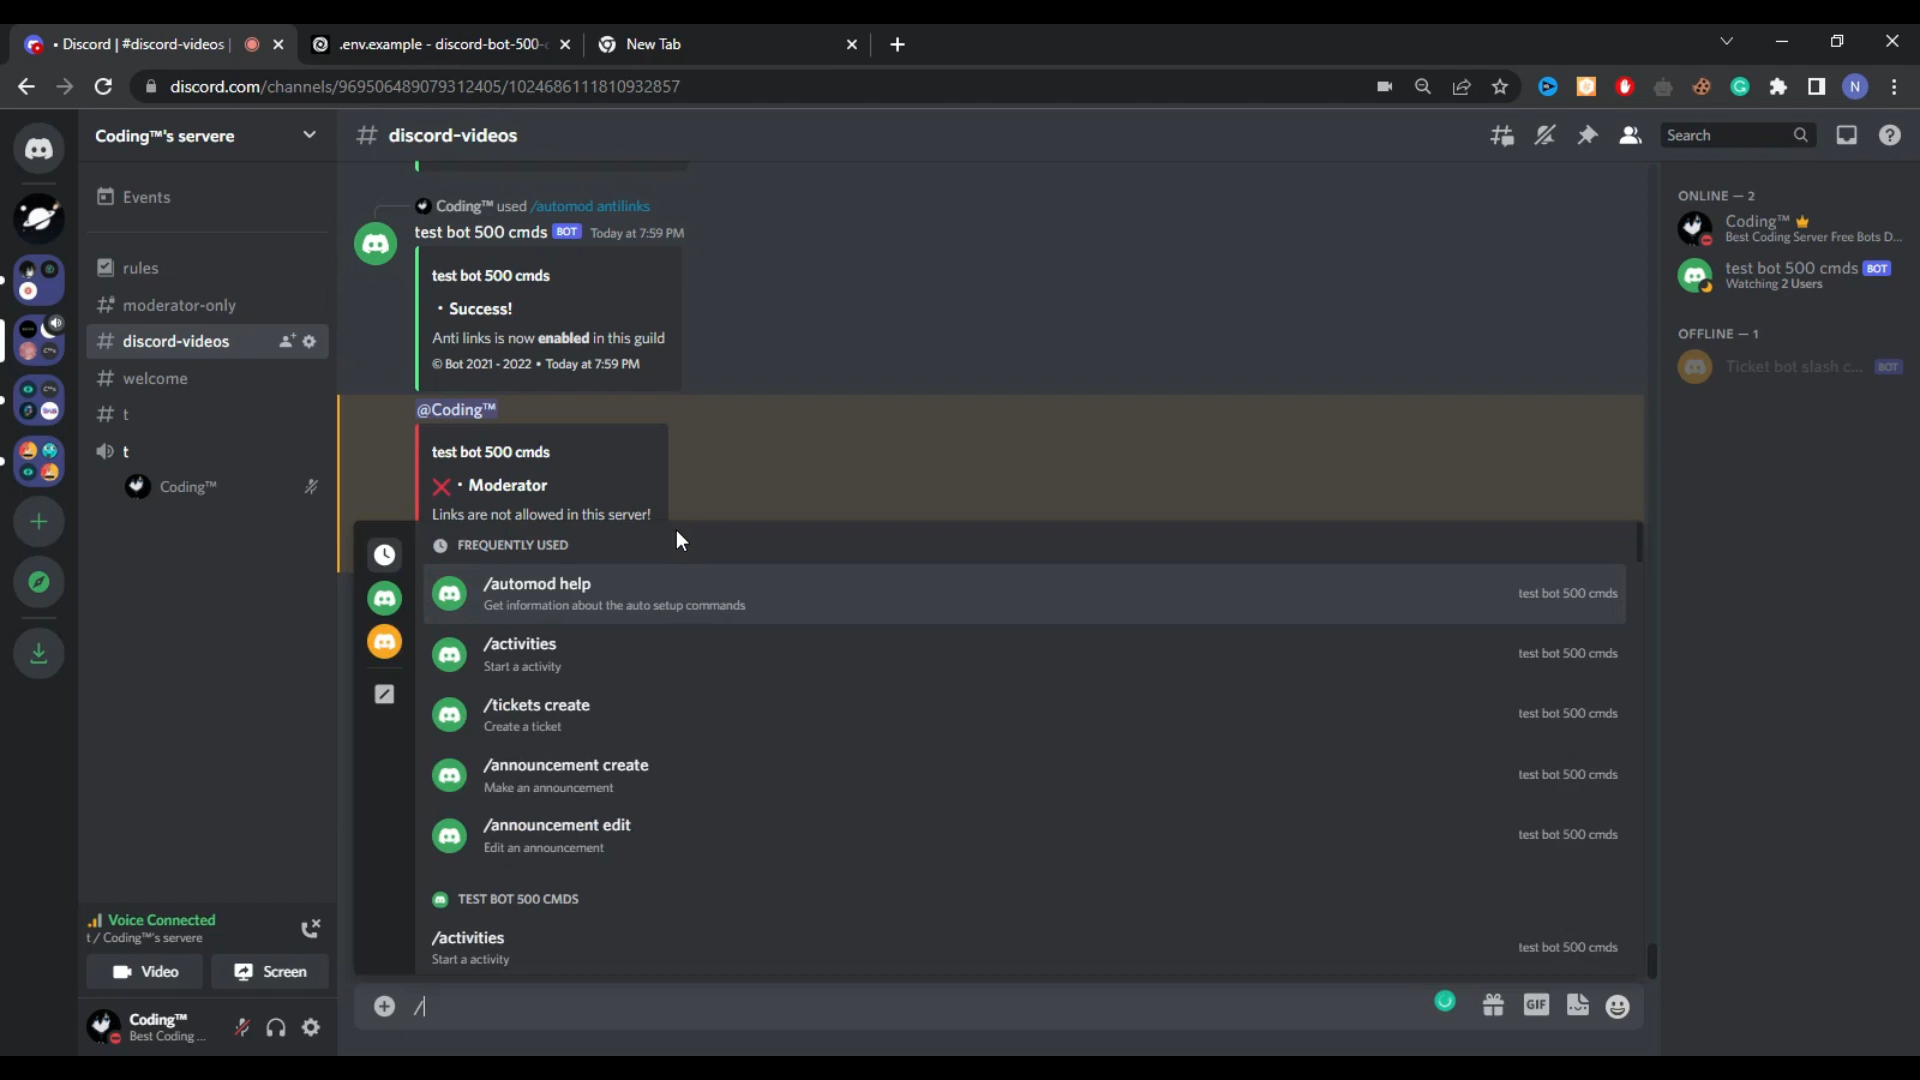 • Discord | #discord-videos |
.env.example - discord-bot-500-
New Tab
discord.com/channels/969506489079312405/1024686111810932857
N
Coding™'s servere
discord-videos
Search
Events
rules
moderator-only
discord-videos
welcome
t
t
Coding™
Coding™ used /automod antilinks
test bot 500 cmds BOT Today at 7:59 PM
test bot 500 cmds
・Success!
Anti links is now enabled in this guild
© Bot 2021 - 2022 • Today at 7:59 PM
@Coding™
test bot 500 cmds
❌・Moderator
Links are not allowed in this server!
FREQUENTLY USED
/automod help
Get information about the auto setup commands
test bot 500 cmds
/activities
Start a activity
test bot 500 cmds
/tickets create
Create a ticket
test bot 500 cmds
/announcement create
Make an announcement
test bot 500 cmds
/announcement edit
Edit an announcement
test bot 500 cmds
TEST BOT 500 CMDS
/activities
Start a activity
test bot 500 cmds
/
GIF
ONLINE — 2
Coding™
Best Coding Server Free Bots D...
test bot 500 cmds BOT
Watching 2 Users
OFFLINE — 1
Ticket bot slash c... BOT
Voice Connected
t / Coding™'s servere
Video
Screen
Coding™
Best Coding ...